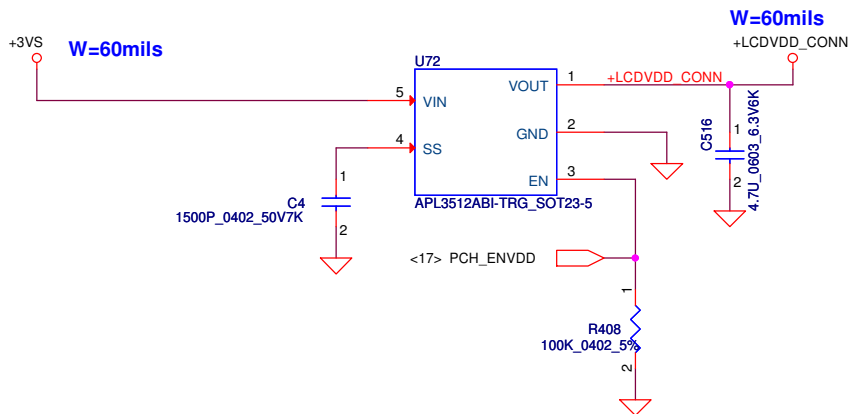 W=60mils
+3VS
W=60mils
+LCDVDD_CONN
U72
5
VIN
VOUT
1
+LCDVDD_CONN
4
SS
GND
2
EN
3
APL3512ABI-TRG_SOT23-5
1
C4
1500P_0402_50V7K
2
C516
1
2
4.7U_0603_6.3V6K
<17> PCH_ENVDD
1
R408
100K_0402_5%
2